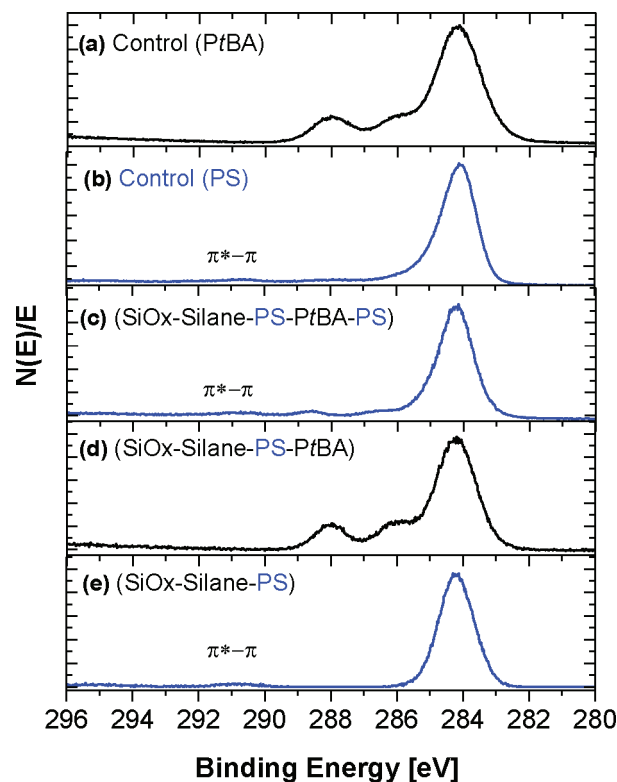 (a) Control (PtBA)
(b) Control (PS)
π*−π
(c) (SiOx-Silane-PS-PtBA-PS)
π*−π
(d) (SiOx-Silane-PS-PtBA)
(e) (SiOx-Silane-PS)
π*−π
N(E)/E
296 294 292 290 288 286 284 282 280
Binding Energy [eV]